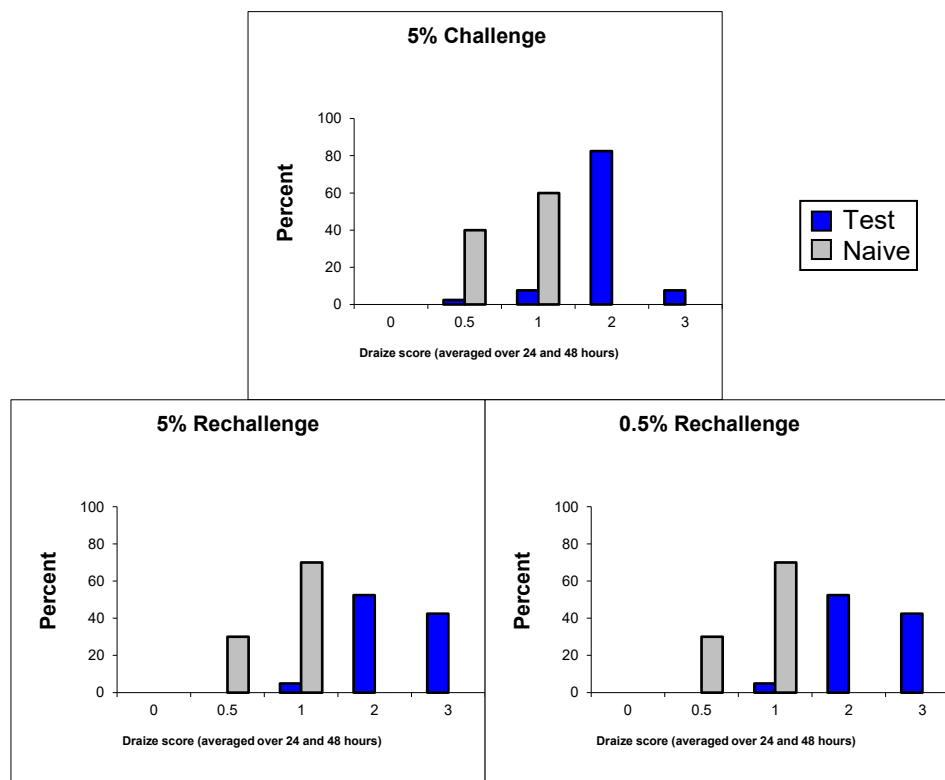 5% Challenge
Percent
100
80
60
40
20
0
0 0.5 1 2 3
Draize score (averaged over 24 and 48 hours)
Test
Naive
5% Rechallenge
Percent
100
80
60
40
20
0
0 0.5 1 2 3
Draize score (averaged over 24 and 48 hours)
0.5% Rechallenge
Percent
100
80
60
40
20
0
0 0.5 1 2 3
Draize score (averaged over 24 and 48 hours)